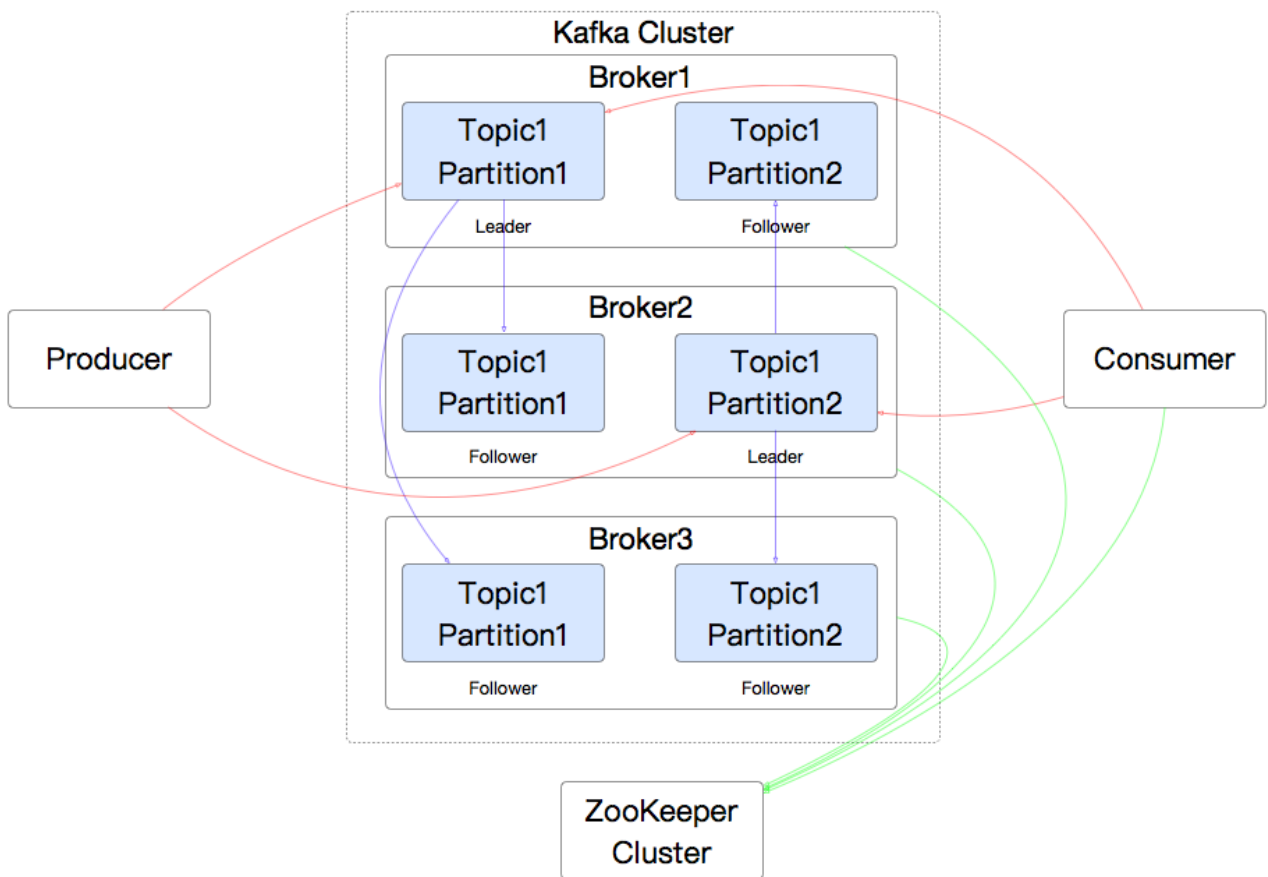 Kafka Cluster
Broker1
Topic1
Partition1
Leader
Topic1
Partition2
Follower
Broker2
Topic1
Partition1
Follower
Topic1
Partition2
Leader
Broker3
Topic1
Partition1
Follower
Topic1
Partition2
Follower
Producer
Consumer
ZooKeeper
Cluster